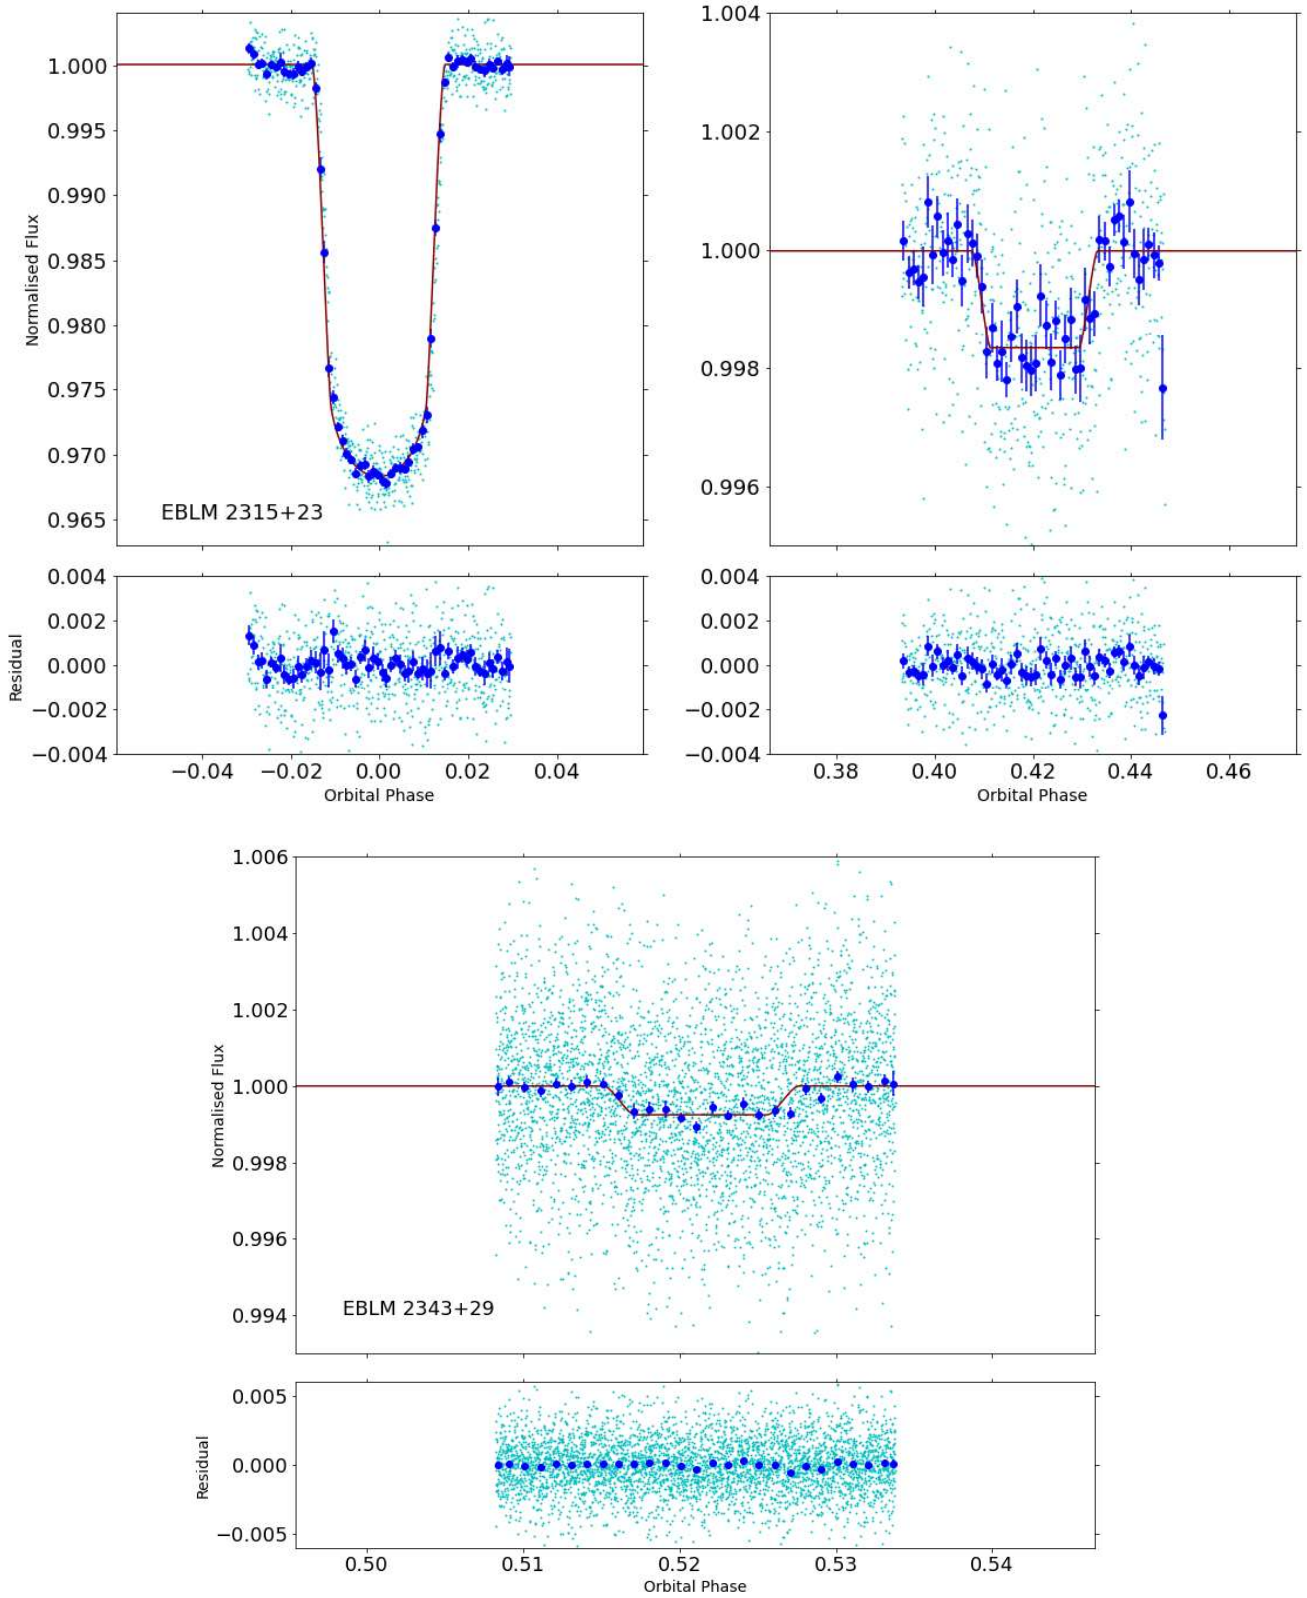 1.000
0.995
0.990
0.985
0.980
0.975
0.970
0.965
Normalised Flux
EBLM 2315+23
1.004
1.002
1.000
0.998
0.996
0.004
0.002
0.000
−0.002
−0.004
Residual
−0.04 −0.02 0.00 0.02 0.04
Orbital Phase
0.004
0.002
0.000
−0.002
−0.004
0.38 0.40 0.42 0.44 0.46
Orbital Phase
1.006
1.004
1.002
1.000
0.998
0.996
0.994
Normalised Flux
EBLM 2343+29
0.005
0.000
−0.005
Residual
0.50 0.51 0.52 0.53 0.54
Orbital Phase